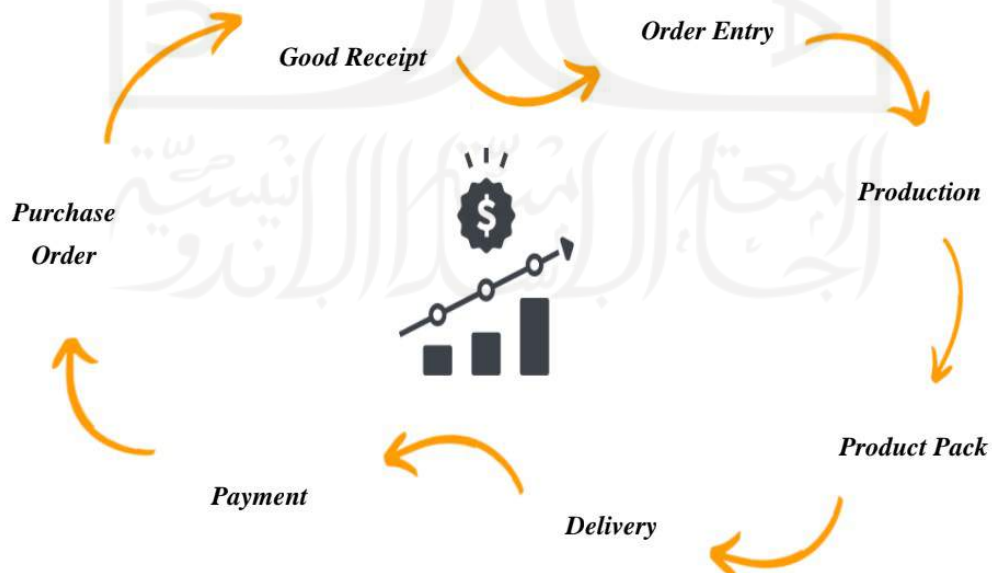 Order Entry
Good Receipt
Production
Purchase
Order
$
Product Pack
Payment
Delivery